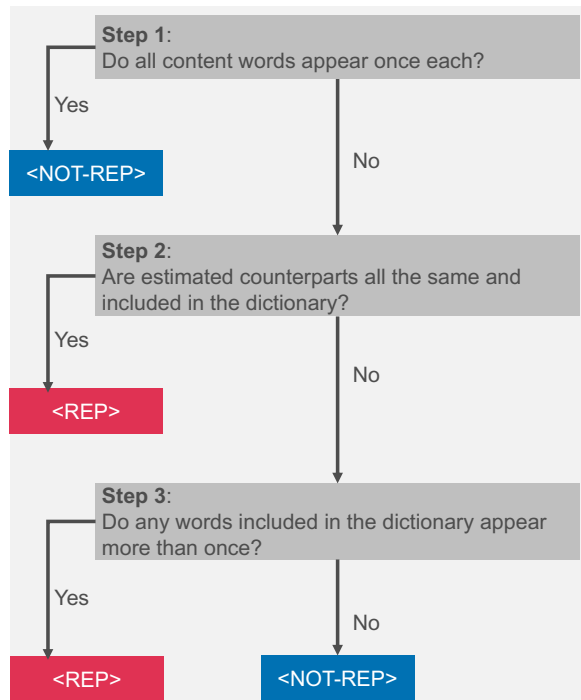 Step 1:
Do all content words appear once each?
Yes
No
<NOT-REP>
Step 2:
Are estimated counterparts all the same and
included in the dictionary?
Yes
No
<REP>
Step 3:
Do any words included in the dictionary appear
more than once?
Yes
No
<REP>
<NOT-REP>